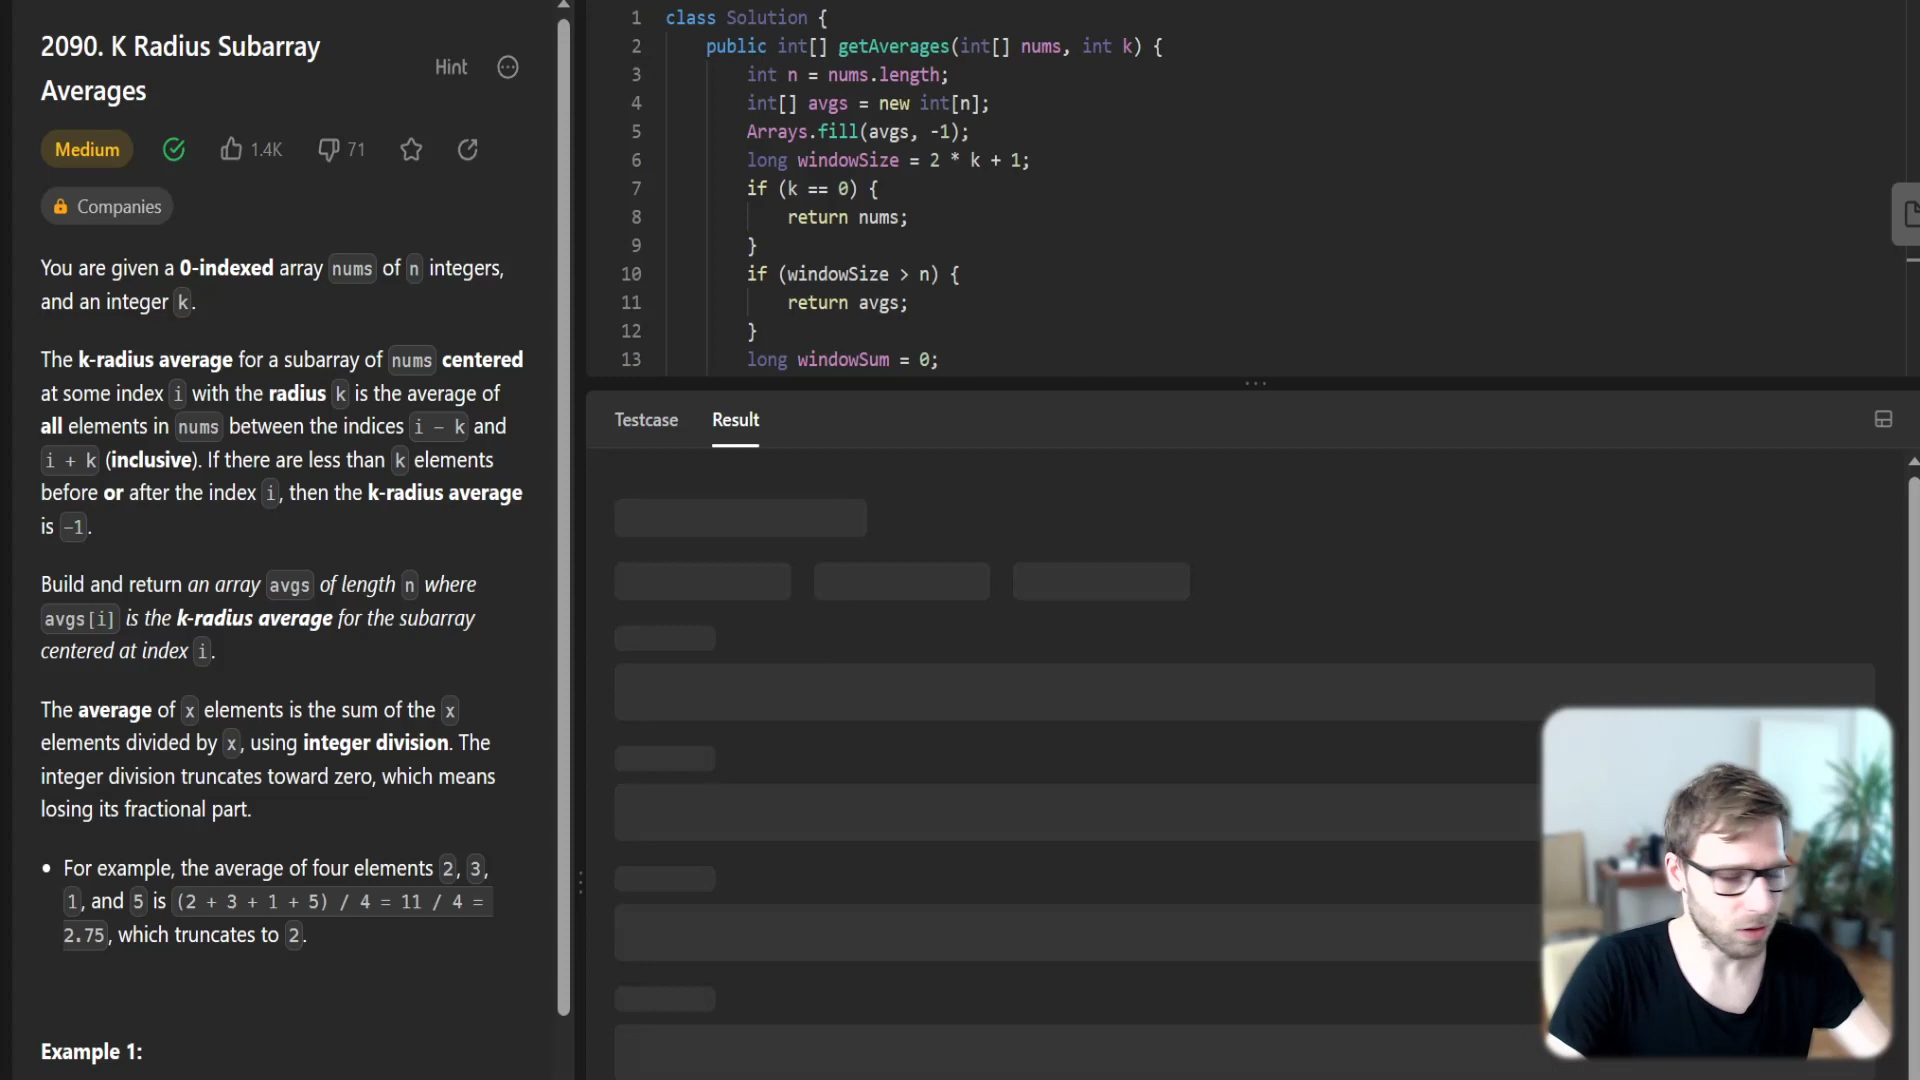 2090. K Radius Subarray
Averages
Hint
Medium
1.4K
71
Companies
You are given a 0-indexed array nums of n integers,
and an integer k.
The k-radius average for a subarray of nums centered
at some index i with the radius k is the average of
all elements in nums between the indices i - k and
i + k (inclusive). If there are less than k elements
before or after the index i, then the k-radius average
is -1.
Build and return an array avgs of length n where
avgs[i] is the k-radius average for the subarray
centered at index i.
The average of x elements is the sum of the x
elements divided by x, using integer division. The
integer division truncates toward zero, which means
losing its fractional part.
• For example, the average of four elements 2, 3,
1, and 5 is (2 + 3 + 1 + 5) / 4 = 11 / 4 =
2.75, which truncates to 2.
Example 1:
1 class Solution {
2 public int[] getAverages(int[] nums, int k) {
3 int n = nums.length;
4 int[] avgs = new int[n];
5 Arrays.fill(avgs, -1);
6 long windowSize = 2 * k + 1;
7 if (k == 0) {
8 return nums;
9 }
10 if (windowSize > n) {
11 return avgs;
12 }
13 long windowSum = 0;
Testcase
Result